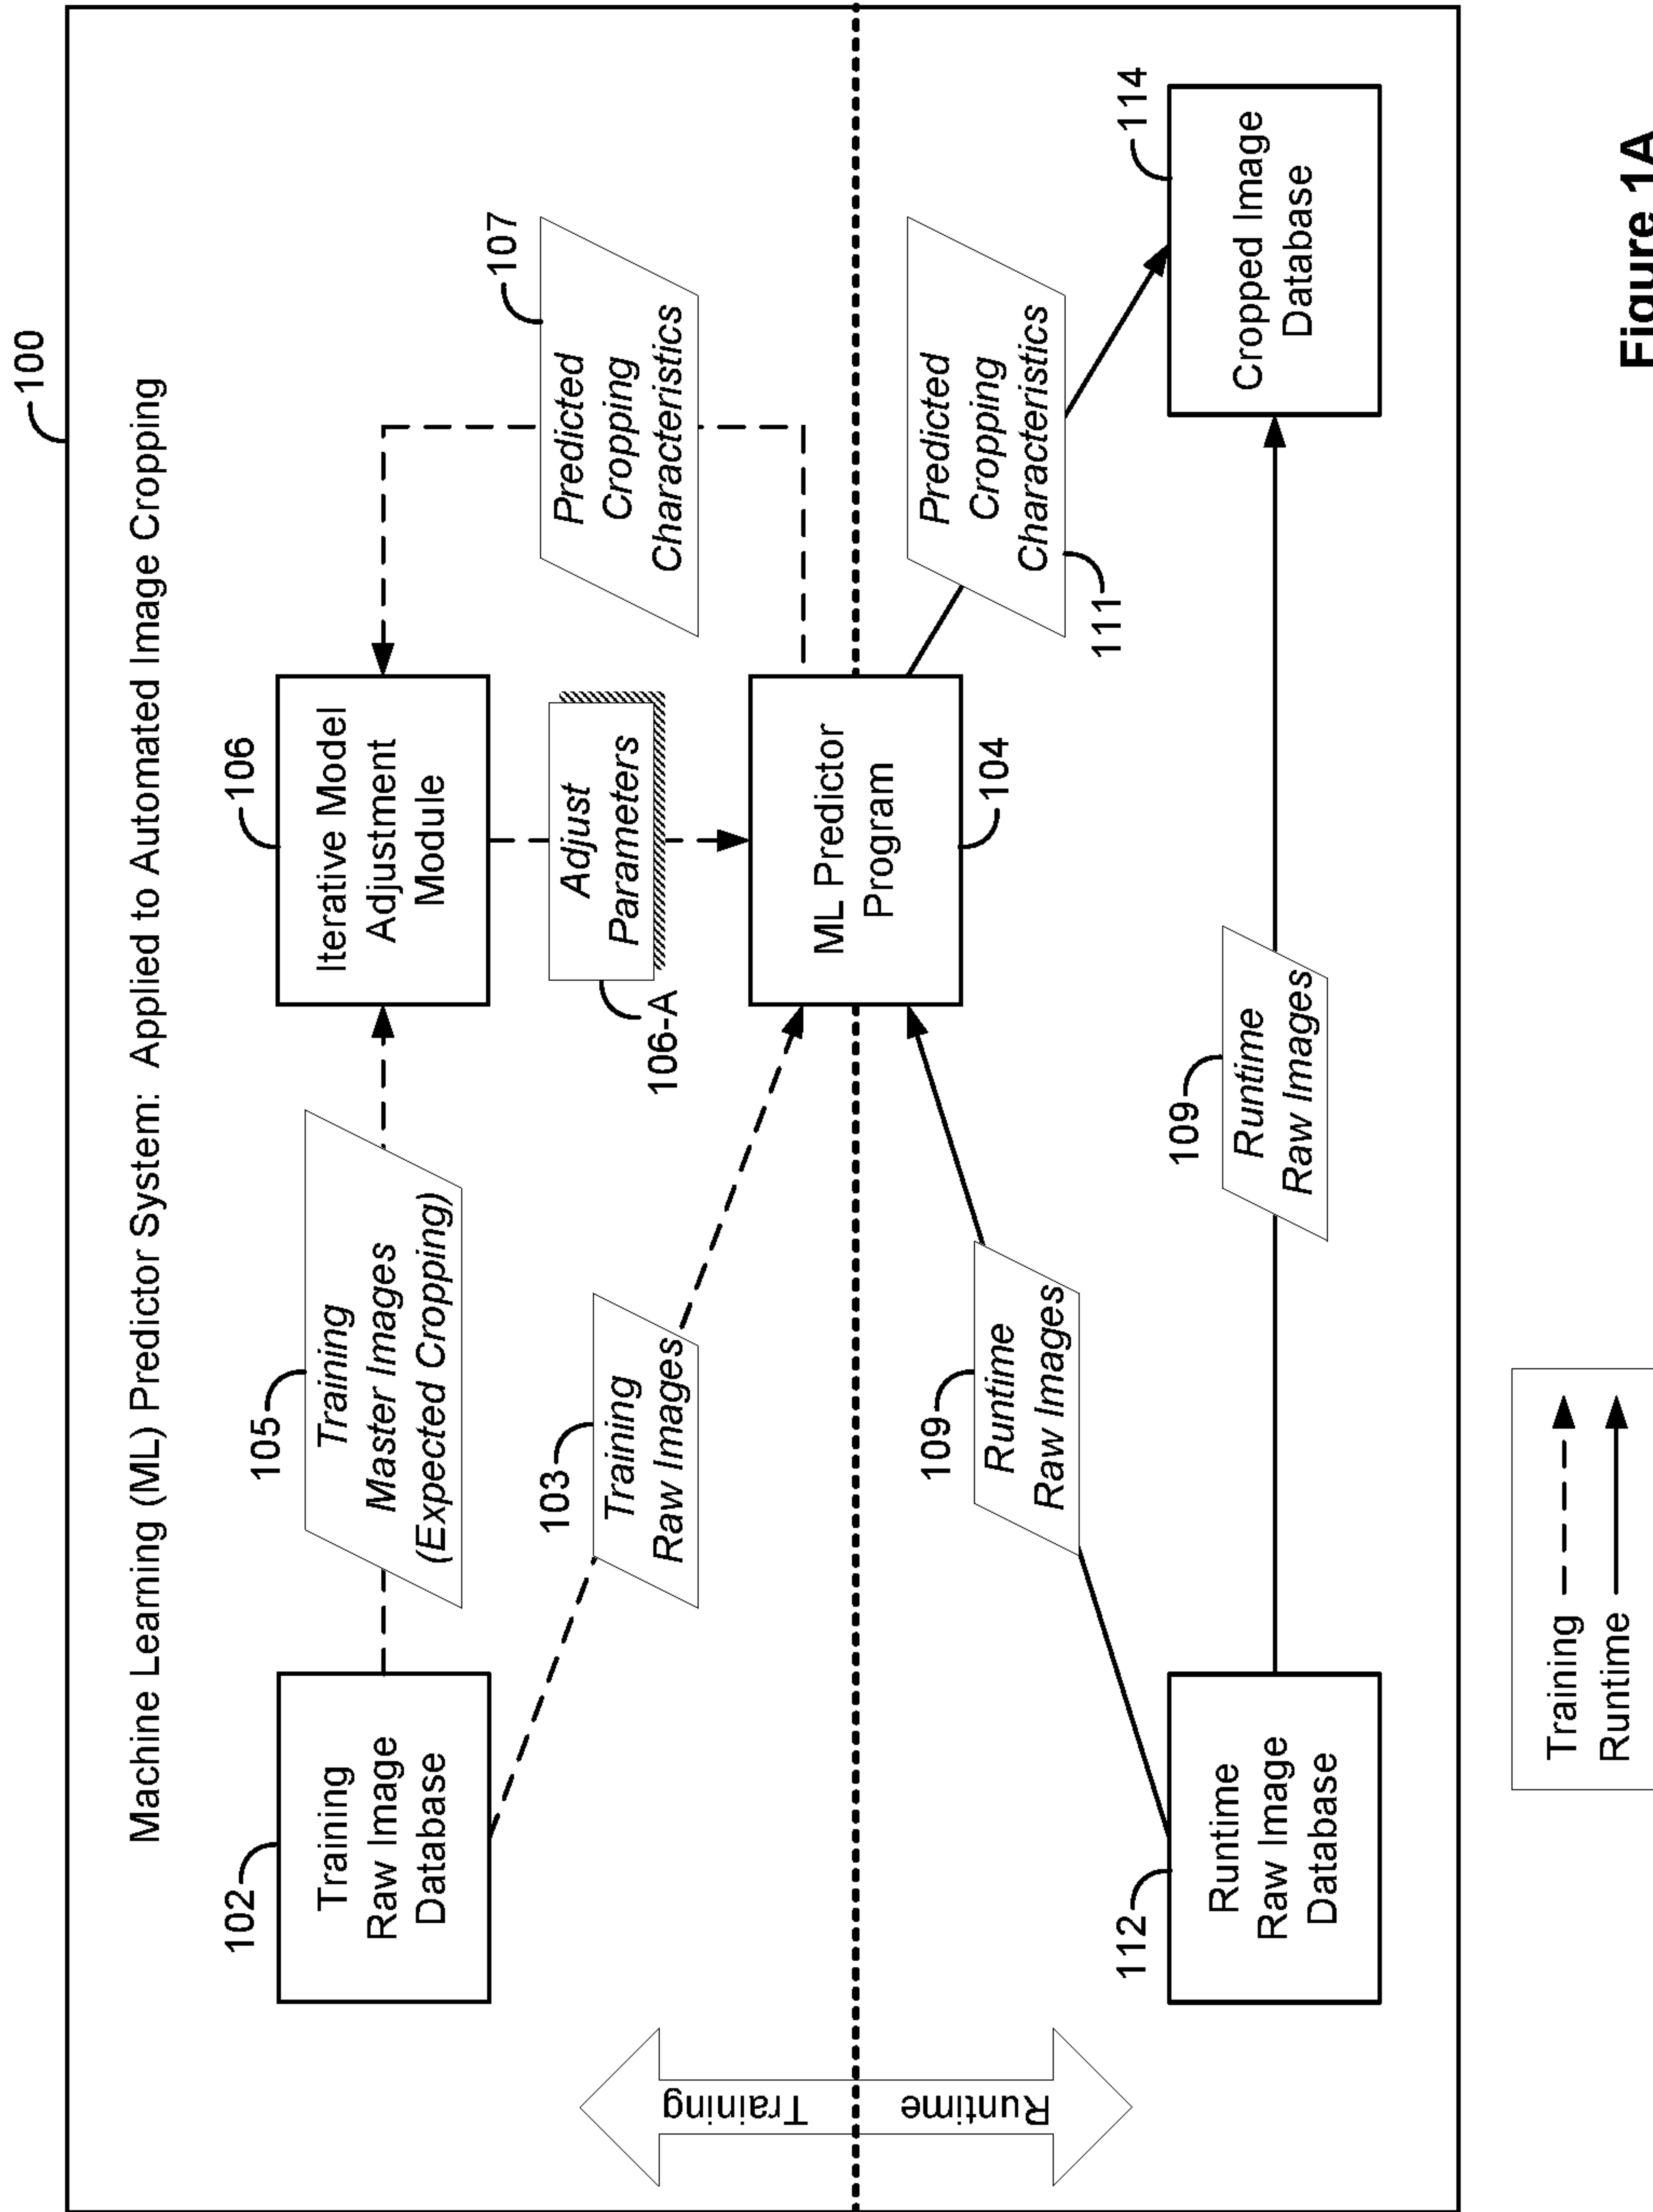 100
Machine Learning (ML) Predictor System: Applied to Automated Image Cropping
102
Training
Raw Image
Database
105
Training
Master Images
(Expected Cropping)
106
Iterative Model
Adjustment
Module
107
Predicted
Cropping
Characteristics
103
Training
Raw Images
106-A
Adjust
Parameters
ML Predictor
Program
104
Training
Runtime
109
Runtime
Raw Images
Predicted
Cropping
Characteristics
111
112
Runtime
Raw Image
Database
109
Runtime
Raw Images
114
Cropped Image
Database
Training
Runtime
Figure 1A